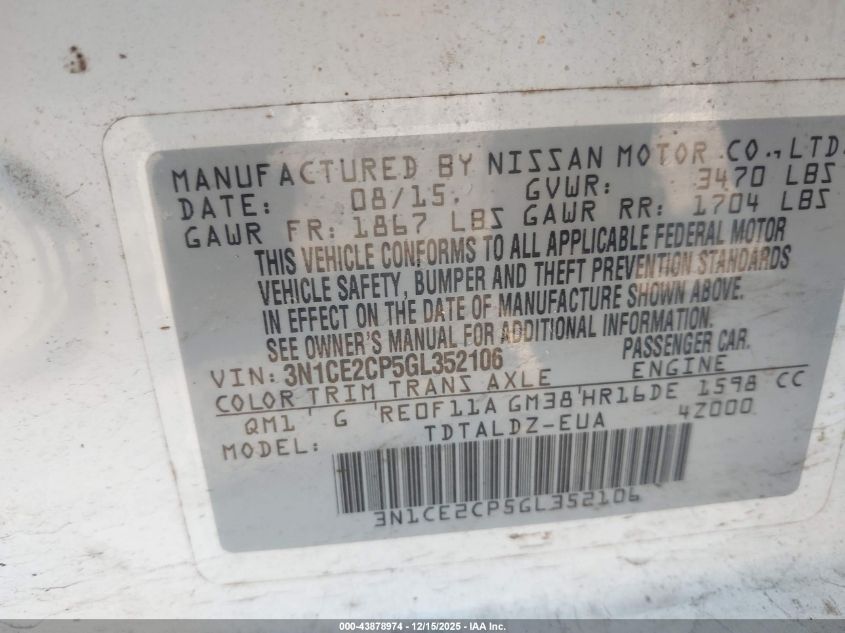 MANUFACTURED BY NISSAN MOTOR CO., LTD.
DATE: 08/15. GVWR: 3470 LBS
GAWR FR: 1867 LBS GAWR RR: 1704 LBS
THIS VEHICLE CONFORMS TO ALL APPLICABLE FEDERAL MOTOR
VEHICLE SAFETY, BUMPER AND THEFT PREVENTION STANDARDS
IN EFFECT ON THE DATE OF MANUFACTURE SHOWN ABOVE.
SEE OWNER'S MANUAL FOR ADDITIONAL INFORMATION.
VIN: 3N1CE2CP5GL352106 PASSENGER CAR.
COLOR TRIM TRANS AXLE ENGINE
QM1 G RE0F11A GM38 HR16DE 1598 CC
MODEL: TDTALDZ-EUA 4Z000
3N1CE2CP5GL352106
000-43878974 - 12/15/2025 - IAA Inc.